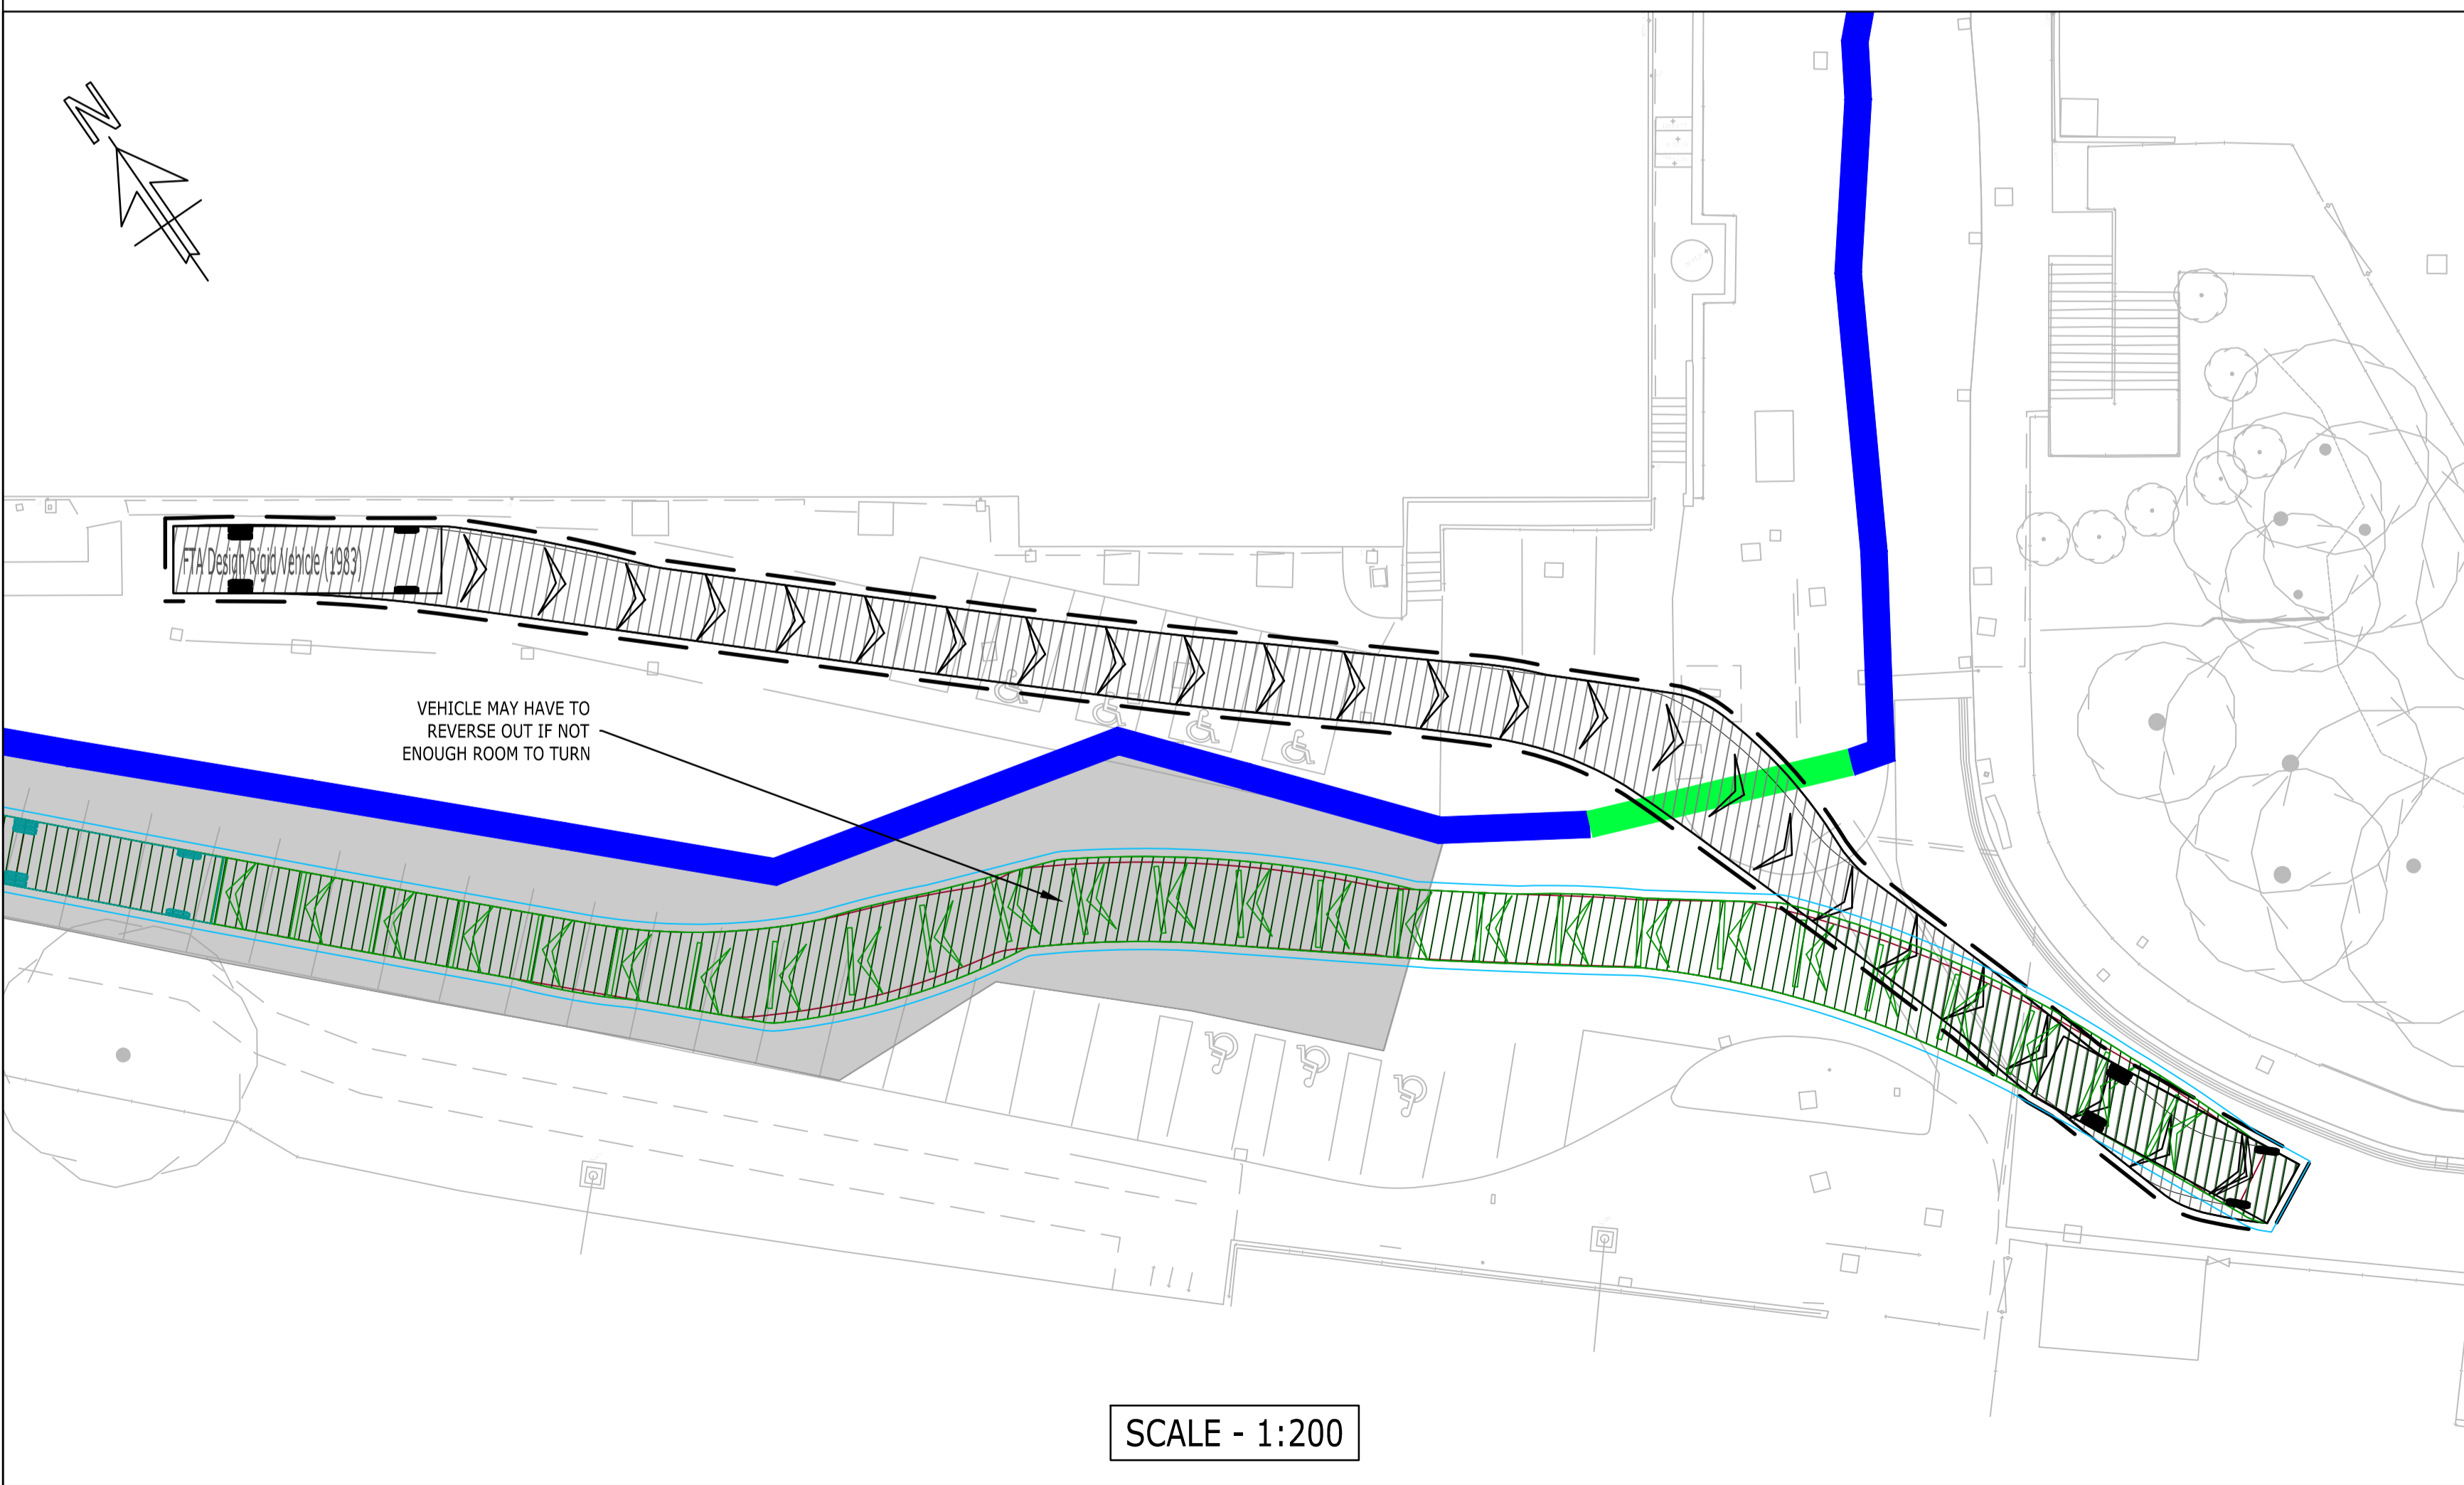 N
FTA Design Rigid Vehicle (1983)
VEHICLE MAY HAVE TO
REVERSE OUT IF NOT
ENOUGH ROOM TO TURN
SCALE - 1:200